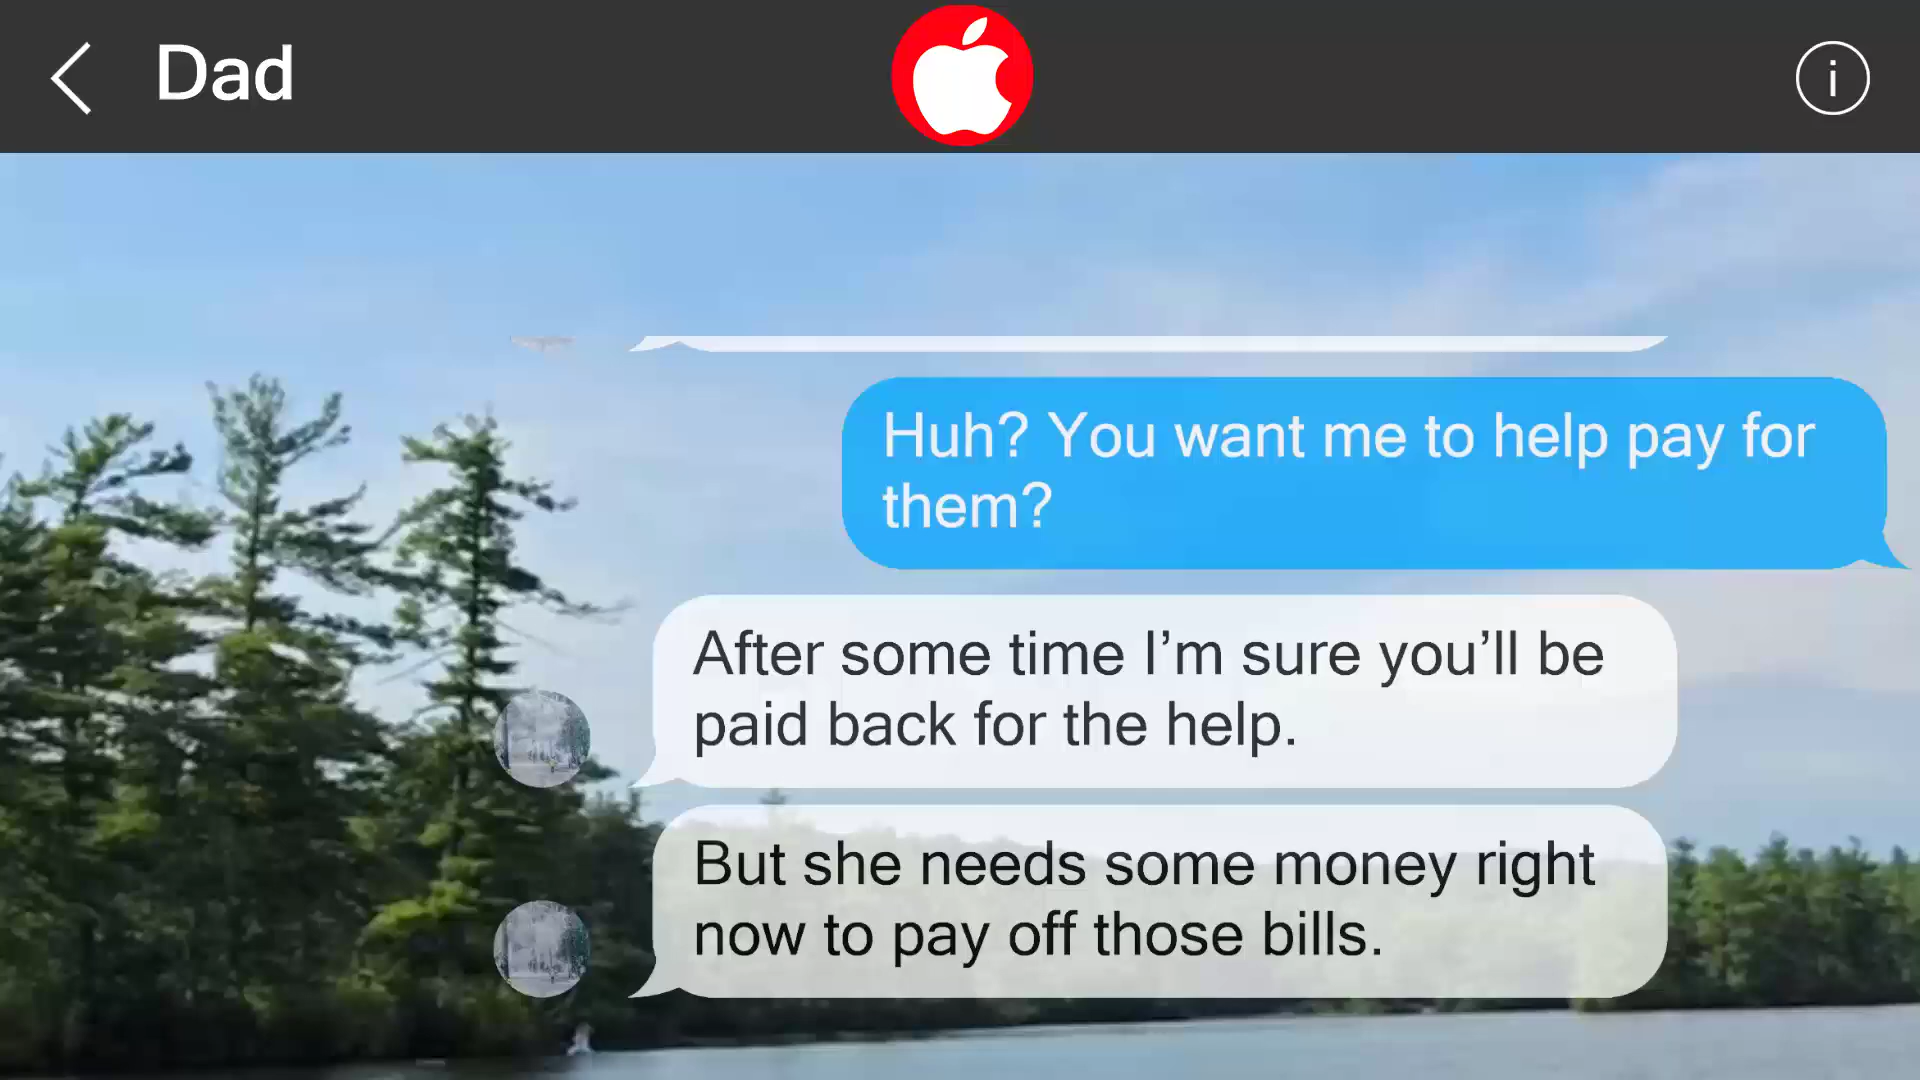 Dad
i
Huh? You want me to help pay for
them?
After some time I’m sure you’ll be
paid back for the help.
But she needs some money right
now to pay off those bills.